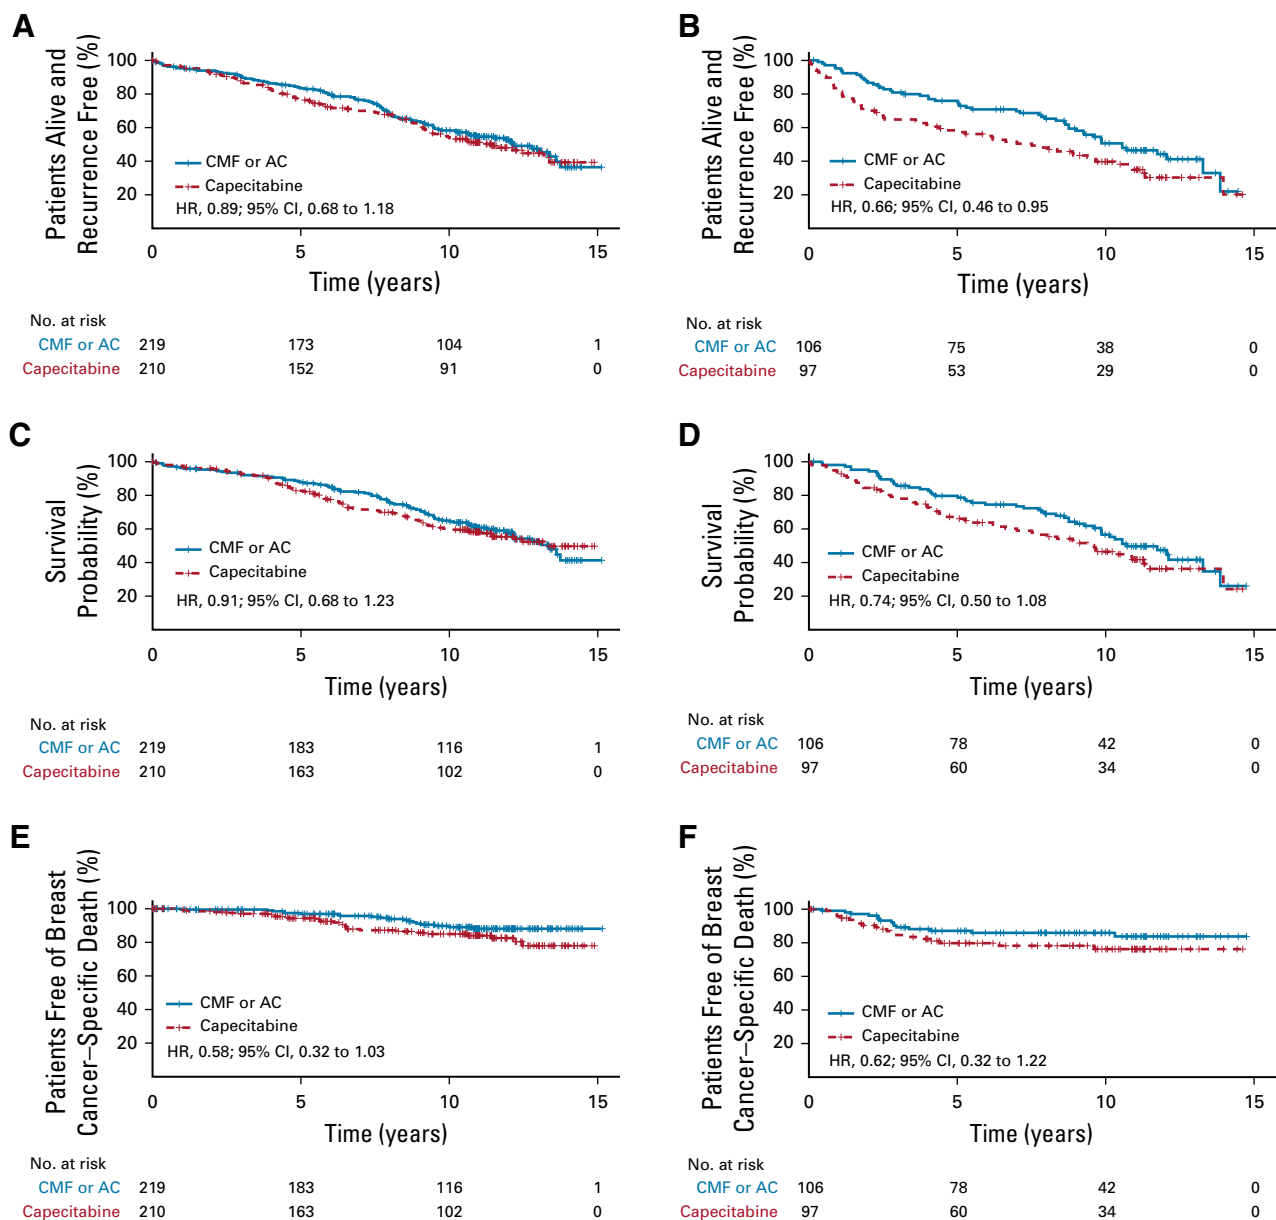 A
Patients Alive and
Recurrence Free (%)
100
80
60
40
20
CMF or AC
Capecitabine
HR, 0.89; 95% CI, 0.68 to 1.18
0 5 10 15
Time (years)
No. at risk
CMF or AC 219 173 104 1
Capecitabine 210 152 91 0
B
Patients Alive and
Recurrence Free (%)
100
80
60
40
20
CMF or AC
Capecitabine
HR, 0.66; 95% CI, 0.46 to 0.95
0 5 10 15
Time (years)
No. at risk
CMF or AC 106 75 38 0
Capecitabine 97 53 29 0
C
Survival
Probability (%)
100
80
60
40
20
CMF or AC
Capecitabine
HR, 0.91; 95% CI, 0.68 to 1.23
0 5 10 15
Time (years)
No. at risk
CMF or AC 219 183 116 1
Capecitabine 210 163 102 0
D
Survival
Probability (%)
100
80
60
40
20
CMF or AC
Capecitabine
HR, 0.74; 95% CI, 0.50 to 1.08
0 5 10 15
Time (years)
No. at risk
CMF or AC 106 78 42 0
Capecitabine 97 60 34 0
E
Patients Free of Breast
Cancer–Specific Death (%)
100
80
60
40
20
CMF or AC
Capecitabine
HR, 0.58; 95% CI, 0.32 to 1.03
0 5 10 15
Time (years)
No. at risk
CMF or AC 219 183 116 1
Capecitabine 210 163 102 0
F
Patients Free of Breast
Cancer–Specific Death (%)
100
80
60
40
20
CMF or AC
Capecitabine
HR, 0.62; 95% CI, 0.32 to 1.22
0 5 10 15
Time (years)
No. at risk
CMF or AC 106 78 42 0
Capecitabine 97 60 34 0